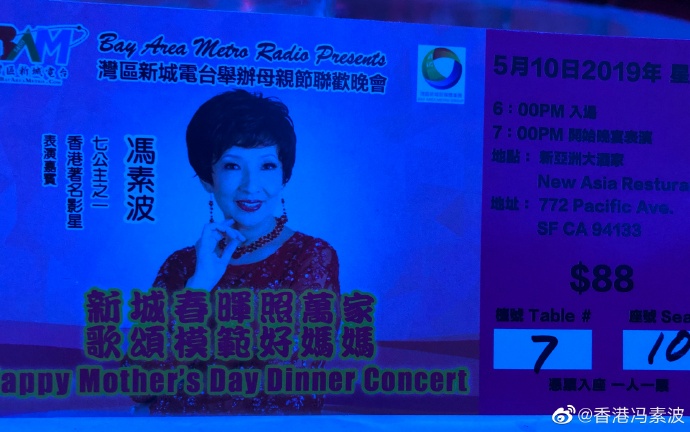 BAM
區新城電台
Bay Area Metro Radio Presents
灣區新城電台舉辦母親節聯歡晚會
馮素波
七公主之一
香港著名影星
表演嘉賓
新城春暉照萬家
歌頌模範好媽媽
appy Mother's Day Dinner Concert
5月10日2019年 星
6：00PM 入場
7：00PM 開始晚宴表演
地點： 新亞洲大酒家
New Asia Restura
地址： 772 Pacific Ave.
SF CA 94133
$88
檯號 Table #
座號 Sea
7
10
憑票入座 一人一票
@香港冯素波